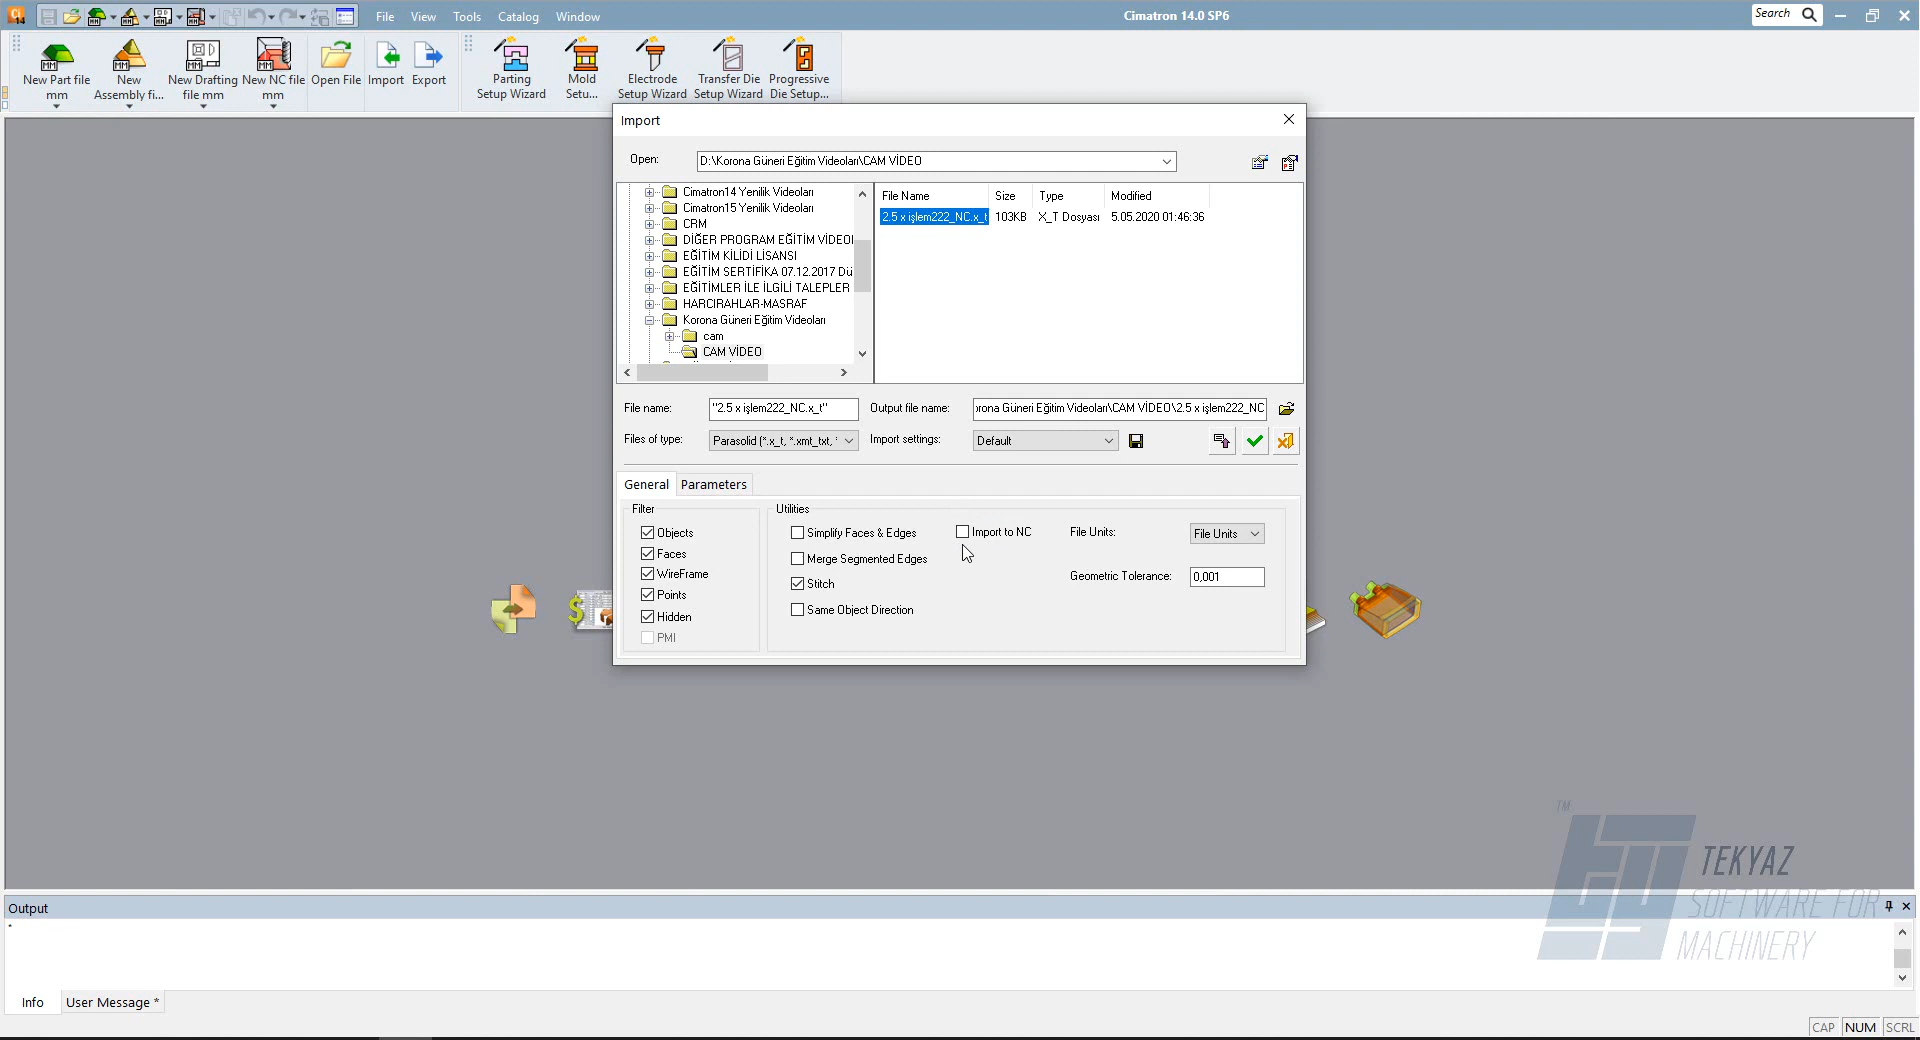 File View Tools Catalog Window
Cimatron 14.0 SP6
Search
New Part file mm
New Assembly fi...
New Drafting file mm
New NC file mm
Open File
Import
Export
Parting Setup Wizard
Mold Setu...
Electrode Setup Wizard
Transfer Die Setup Wizard
Progressive Die Setup...
Import
Open: D:\Korona Güneri Eğitim Videoları\CAM VİDEO
Cimatron14 Yenilik Videoları
Cimatron15 Yenilik Videoları
CRM
DİĞER PROGRAM EĞİTİM VİDEOl
EĞİTİM KİLİDİ LİSANSI
EĞİTİM SERTİFİKA 07.12.2017 Dü
EĞİTİMLER İLE İLGİLİ TALEPLER
HARCIRAHLAR-MASRAF
Korona Güneri Eğitim Videoları
cam
CAM VİDEO
File Name Size Type Modified
2.5 x işlem222_NC.x_t 103KB X_T Dosyası 5.05.2020 01:46:36
File name: "2.5 x işlem222_NC.x_t" Output file name: rona Güneri Eğitim Videoları\CAM VİDEO\2.5 x işlem222_NC
Files of type: Parasolid (*.x_t, *.xmt_txt, * Import settings: Default
General Parameters
Filter
Objects
Faces
WireFrame
Points
Hidden
PMI
Utilities
Simplify Faces & Edges
Merge Segmented Edges
Stitch
Same Object Direction
Import to NC
File Units: File Units
Geometric Tolerance: 0,001
TM
TEKYAZ
SOFTWARE FOR
MACHINERY
Output
Info User Message *
CAP NUM SCRL